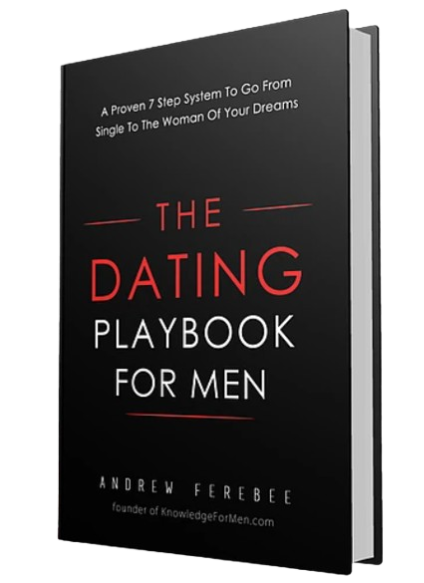 A Proven 7 Step System To Go From
Single To The Woman Of Your Dreams
THE
DATING
PLAYBOOK
FOR MEN
ANDREW FEREBEE
founder of KnowledgeForMen.com